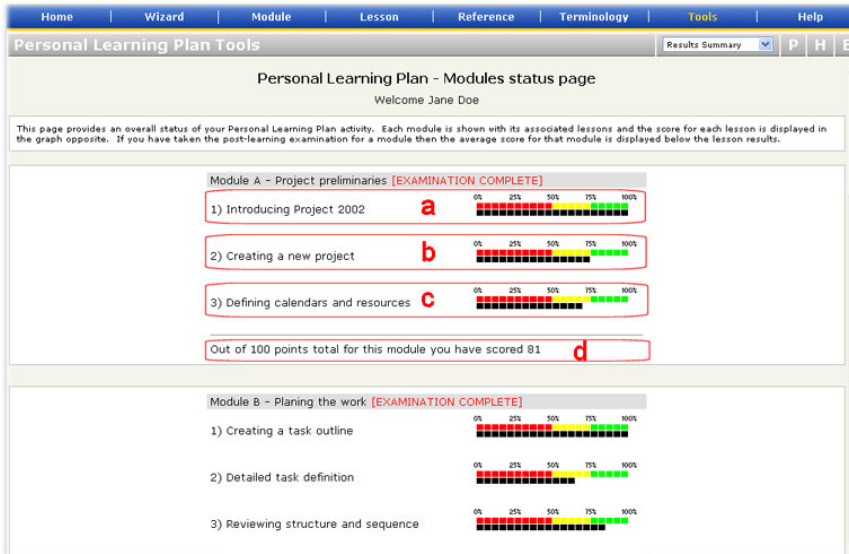 Home | Wizard | Module | Lesson | Reference | Terminology | Tools | Help
Personal Learning Plan Tools Results Summary P H E
Personal Learning Plan - Modules status page
Welcome Jane Doe
This page provides an overall status of your Personal Learning Plan activity. Each module is shown with its associated lessons and the score for each lesson is displayed in
the graph opposite. If you have taken the post-learning examination for a module then the average score for that module is displayed below the lesson results.
Module A - Project preliminaries [EXAMINATION COMPLETE]
0% 25% 50% 75% 100%
1) Introducing Project 2002 a
0% 25% 50% 75% 100%
2) Creating a new project b
0% 25% 50% 75% 100%
3) Defining calendars and resources c
Out of 100 points total for this module you have scored 81 d
Module B - Planing the work [EXAMINATION COMPLETE]
0% 25% 50% 75% 100%
1) Creating a task outline
0% 25% 50% 75% 100%
2) Detailed task definition
0% 25% 50% 75% 100%
3) Reviewing structure and sequence